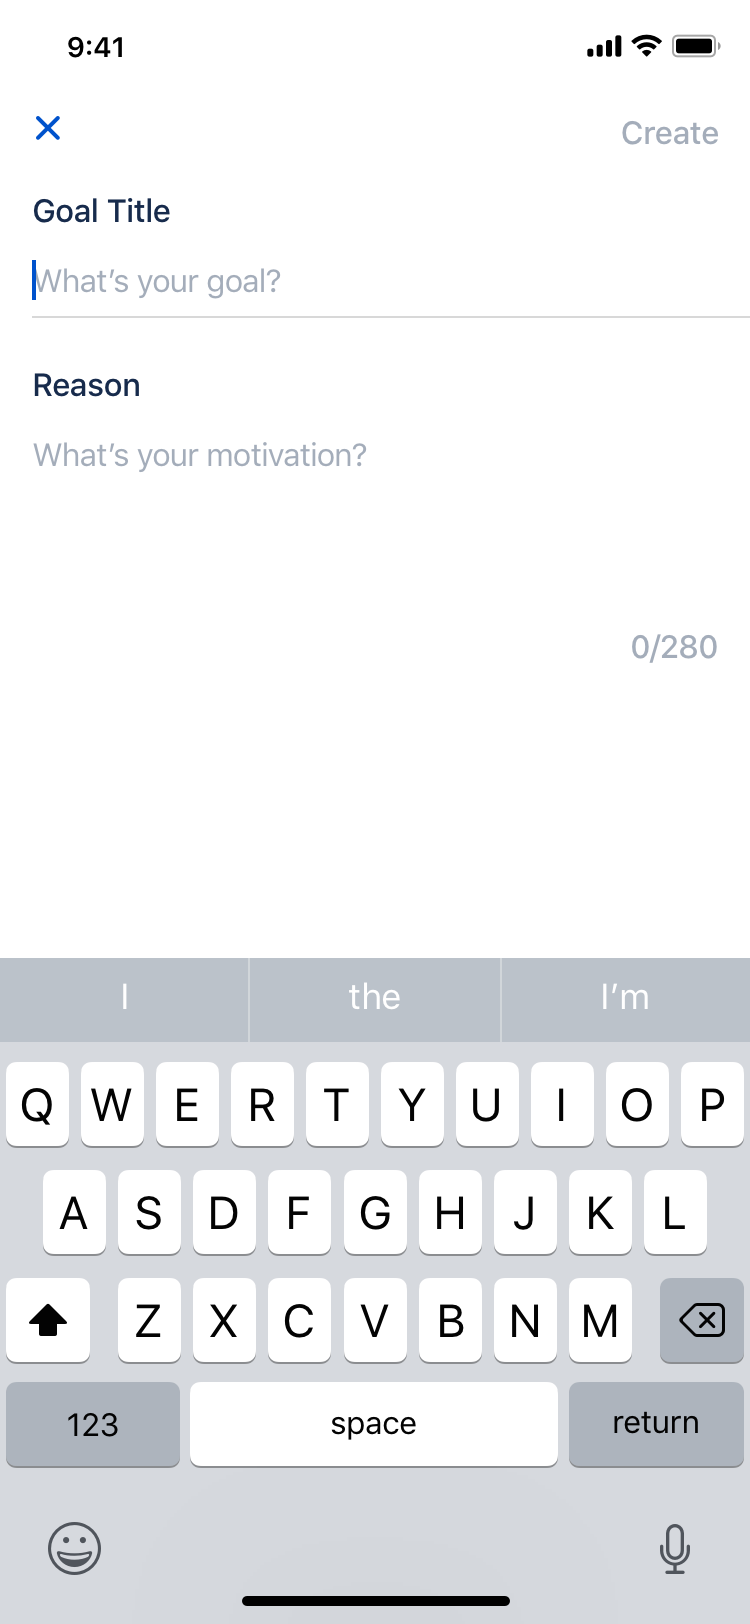 9:41
Create
Goal Title
What’s your goal?
Reason
What’s your motivation?
0/280
I the I’m
Q W E R T Y U I O P
A S D F G H J K L
Z X C V B N M
123 space return